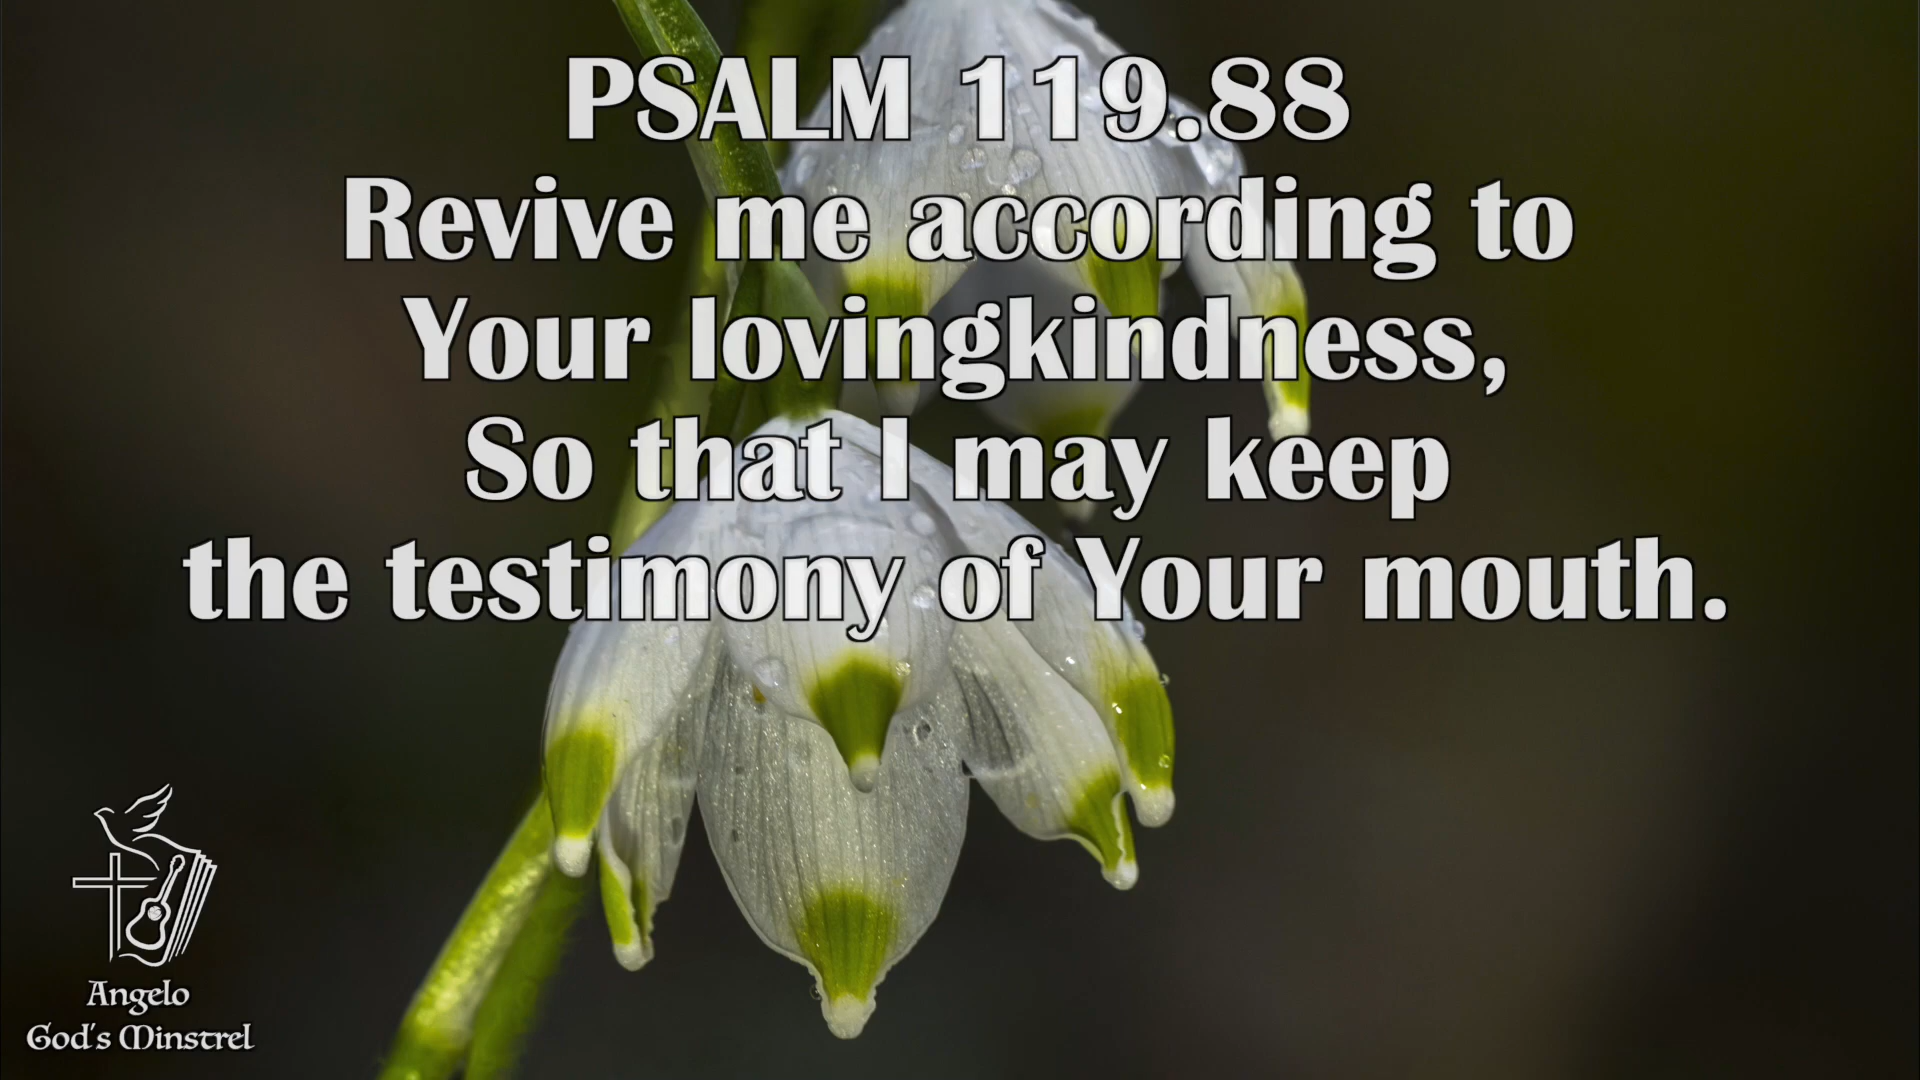 PSALM 119.88
Revive me according to
Your lovingkindness,
So that I may keep
the testimony of Your mouth.
Angelo
God's Minstrel